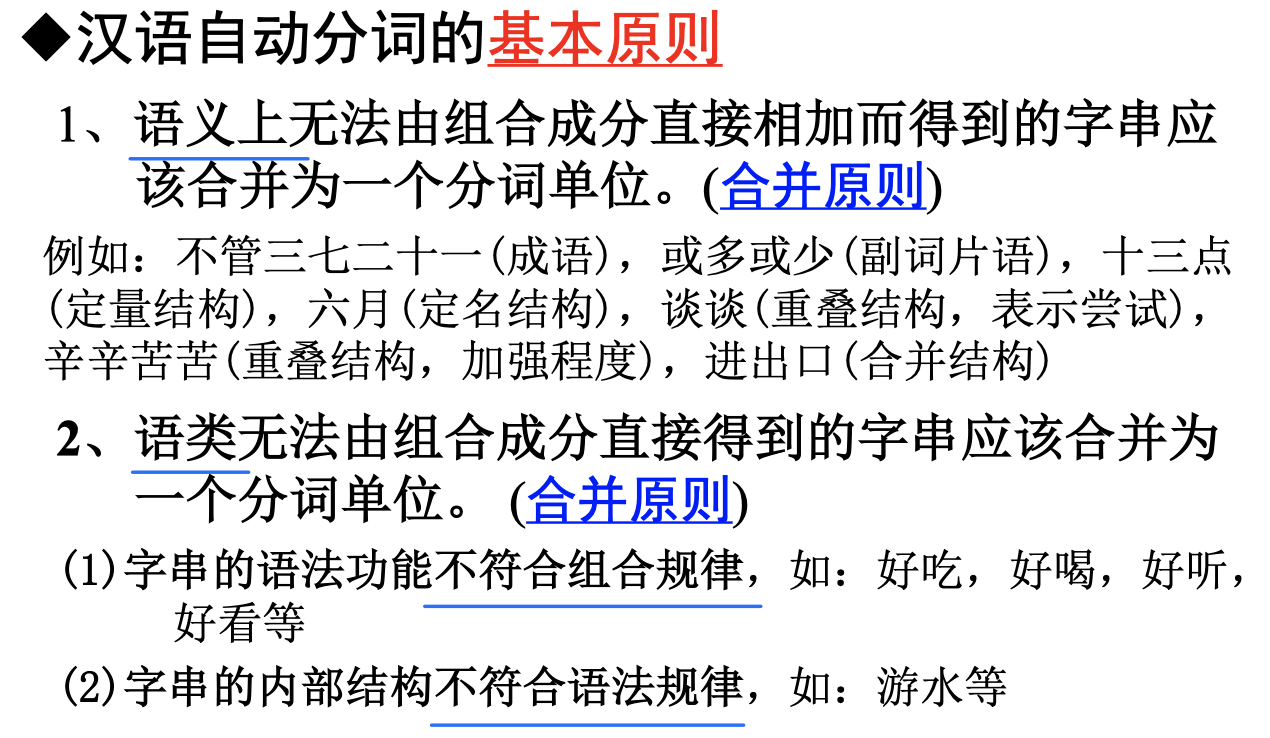 ◆汉语自动分词的基本原则
1、语义上无法由组合成分直接相加而得到的字串应
该合并为一个分词单位。(合并原则)
例如：不管三七二十一(成语)，或多或少(副词片语)，十三点
(定量结构)，六月(定名结构)，谈谈(重叠结构，表示尝试)，
辛辛苦苦(重叠结构，加强程度)，进出口(合并结构)
2、语类无法由组合成分直接得到的字串应该合并为
一个分词单位。 (合并原则)
(1)字串的语法功能不符合组合规律，如：好吃，好喝，好听，
好看等
(2)字串的内部结构不符合语法规律，如：游水等